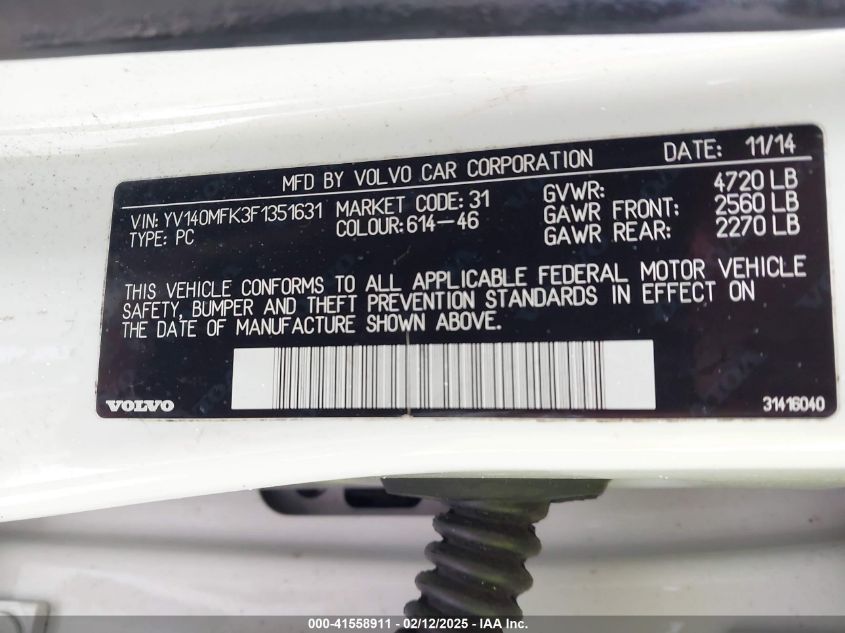 MFD BY VOLVO CAR CORPORATION DATE: 11/14
VIN: YV140MFK3F1351631 MARKET CODE: 31 GVWR: 4720 LB
TYPE: PC COLOUR:614-46 GAWR FRONT: 2560 LB
GAWR REAR: 2270 LB
THIS VEHICLE CONFORMS TO ALL APPLICABLE FEDERAL MOTOR VEHICLE
SAFETY, BUMPER AND THEFT PREVENTION STANDARDS IN EFFECT ON
THE DATE OF MANUFACTURE SHOWN ABOVE.
VOLVO 31416040
000-41558911 - 02/12/2025 - IAA Inc.